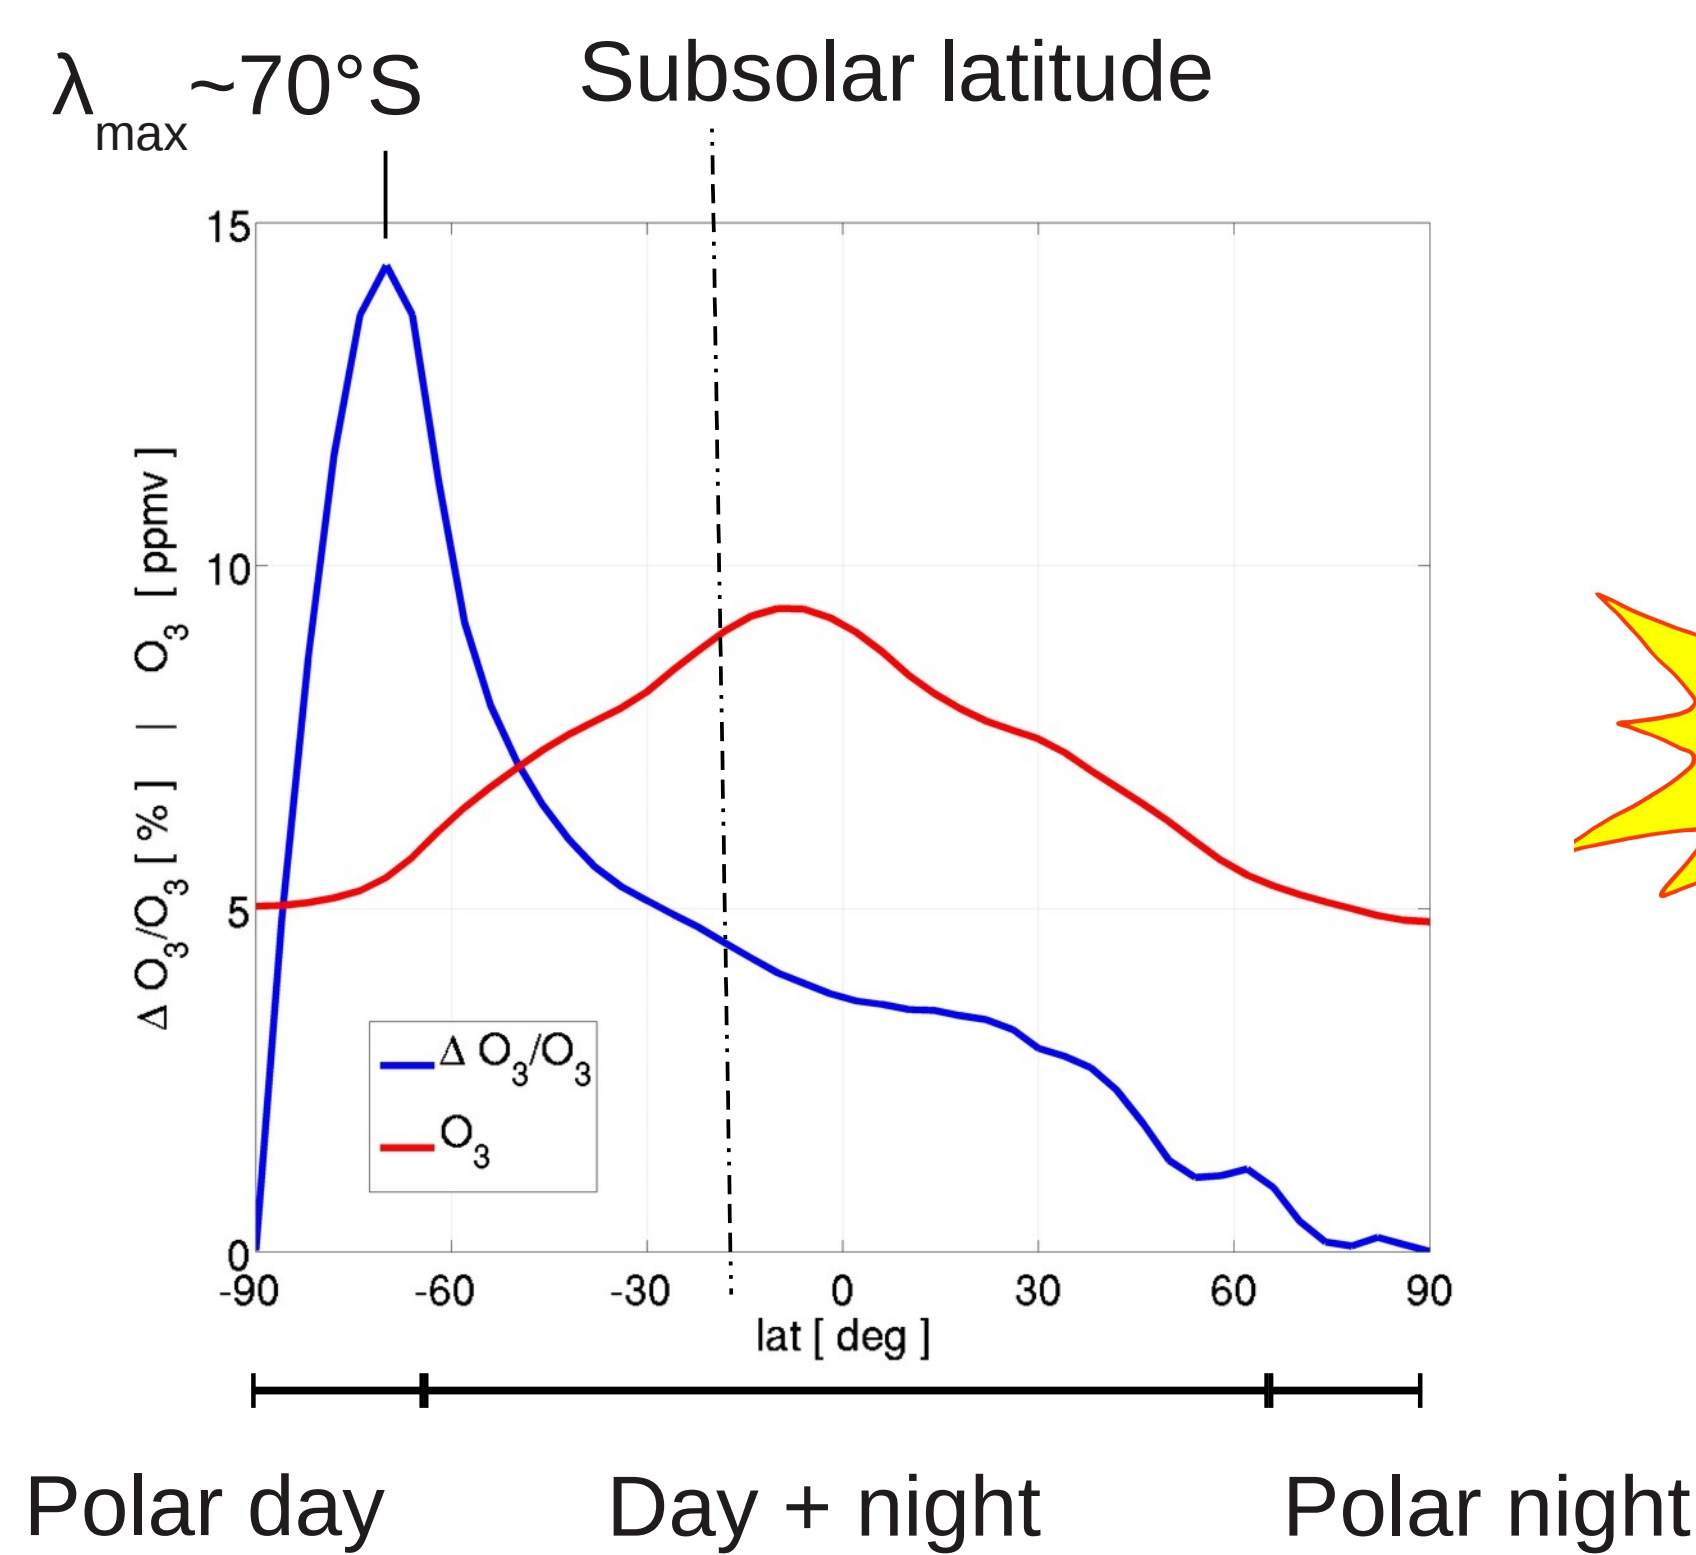 λmax ~70°S
Subsolar latitude
15
10
5
0
Δ O3/O3 [ % ] | O3 [ ppmv ]
Δ O3/O3
O3
-90 -60 -30 0 30 60 90
lat [ deg ]
Polar day
Day + night
Polar night